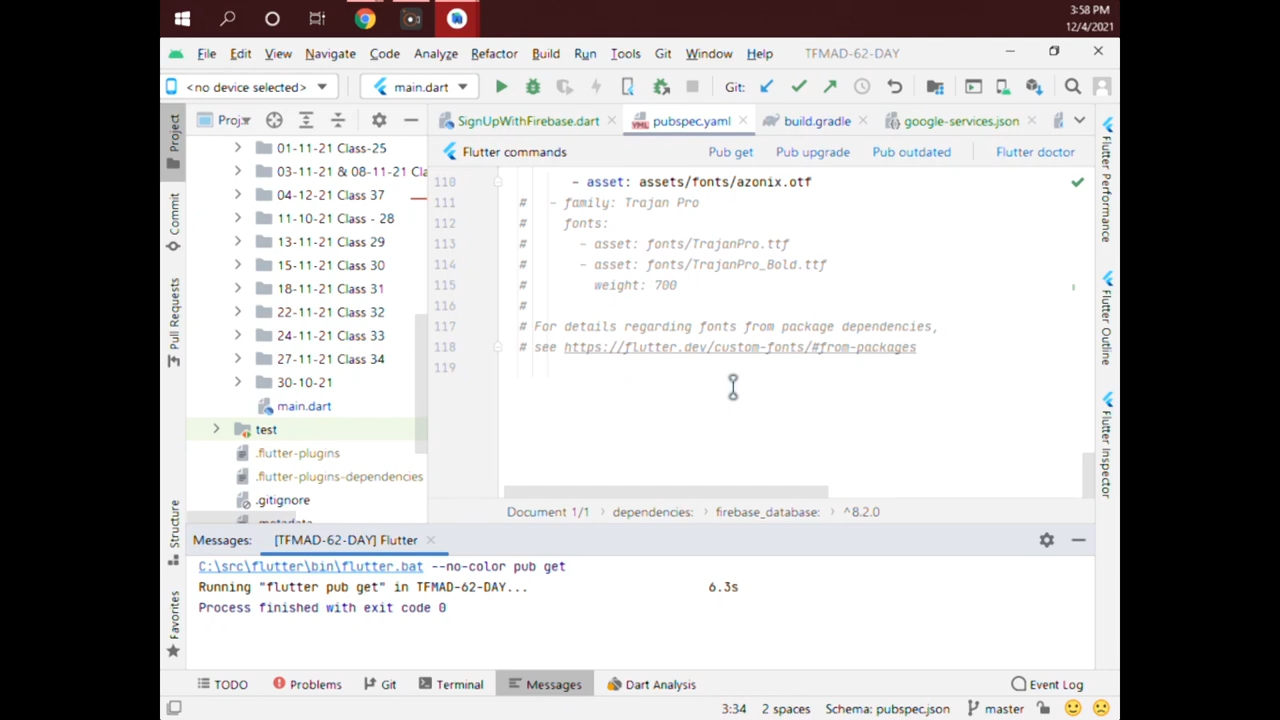 3:58 PM
12/4/2021
File Edit View Navigate Code Analyze Refactor Build Run Tools Git Window Help TFMAD-62-DAY
<no device selected> main.dart Git:
Proj SignUpWithFirebase.dart pubspec.yaml build.gradle google-services.json
Flutter commands Pub get Pub upgrade Pub outdated Flutter doctor
Project
Commit
Pull Requests
Structure
Favorites
01-11-21 Class-25
03-11-21 & 08-11-21 Cla
04-12-21 Class 37
11-10-21 Class - 28
13-11-21 Class 29
15-11-21 Class 30
18-11-21 Class 31
22-11-21 Class 32
24-11-21 Class 33
27-11-21 Class 34
30-10-21
main.dart
test
.flutter-plugins
.flutter-plugins-dependencies
.gitignore
.metadata
110 - asset: assets/fonts/azonix.otf
111 # - family: Trajan Pro
112 # fonts:
113 # - asset: fonts/TrajanPro.ttf
114 # - asset: fonts/TrajanPro_Bold.ttf
115 # weight: 700
116 #
117 # For details regarding fonts from package dependencies,
118 # see https://flutter.dev/custom-fonts/#from-packages
119
Document 1/1 dependencies: firebase_database: ^8.2.0
Flutter Performance
Flutter Outline
Flutter Inspector
Messages: [TFMAD-62-DAY] Flutter
C:\src\flutter\bin\flutter.bat --no-color pub get
Running "flutter pub get" in TFMAD-62-DAY... 6.3s
Process finished with exit code 0
TODO Problems Git Terminal Messages Dart Analysis Event Log
3:34 2 spaces Schema: pubspec.json master